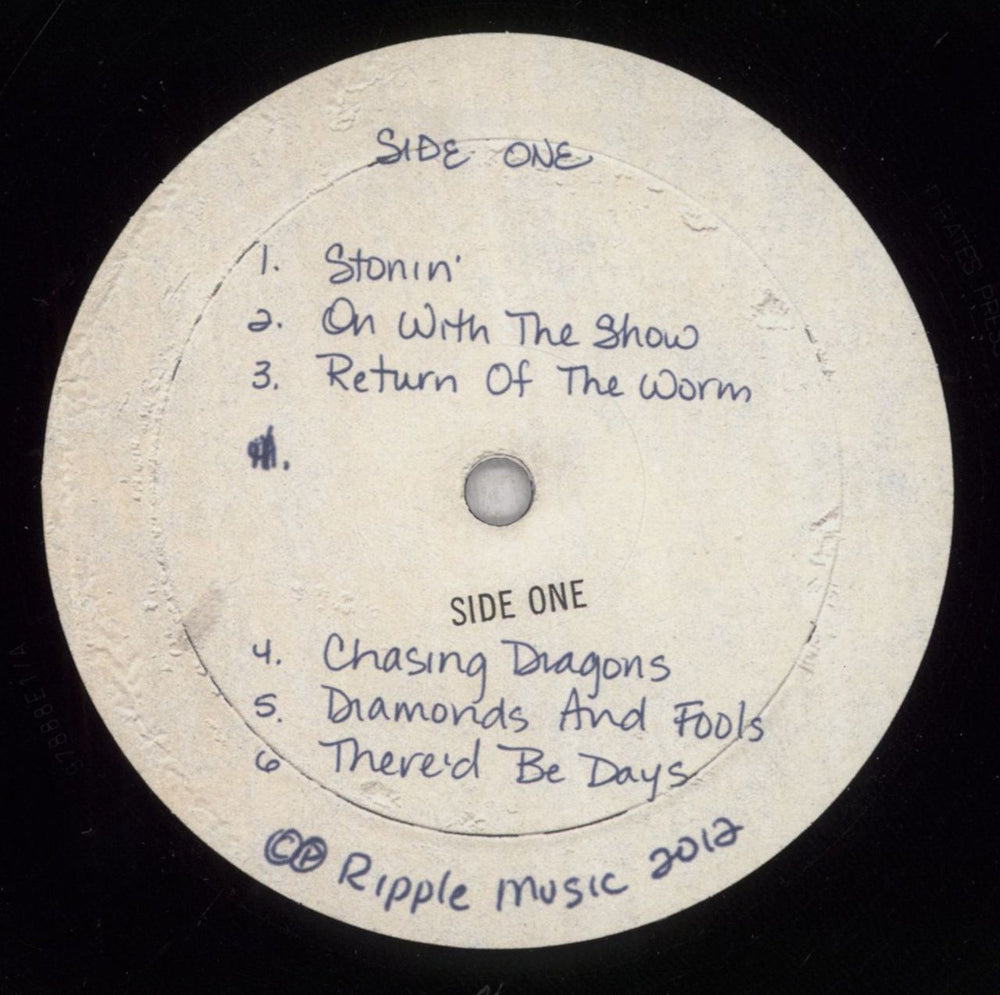 SIDE ONE
1. Stonin'
2. On With The Show
3. Return Of The Worm
SIDE ONE
4. Chasing Dragons
5. Diamonds And Fools
6 There'd Be Days
©℗ Ripple Music 2012